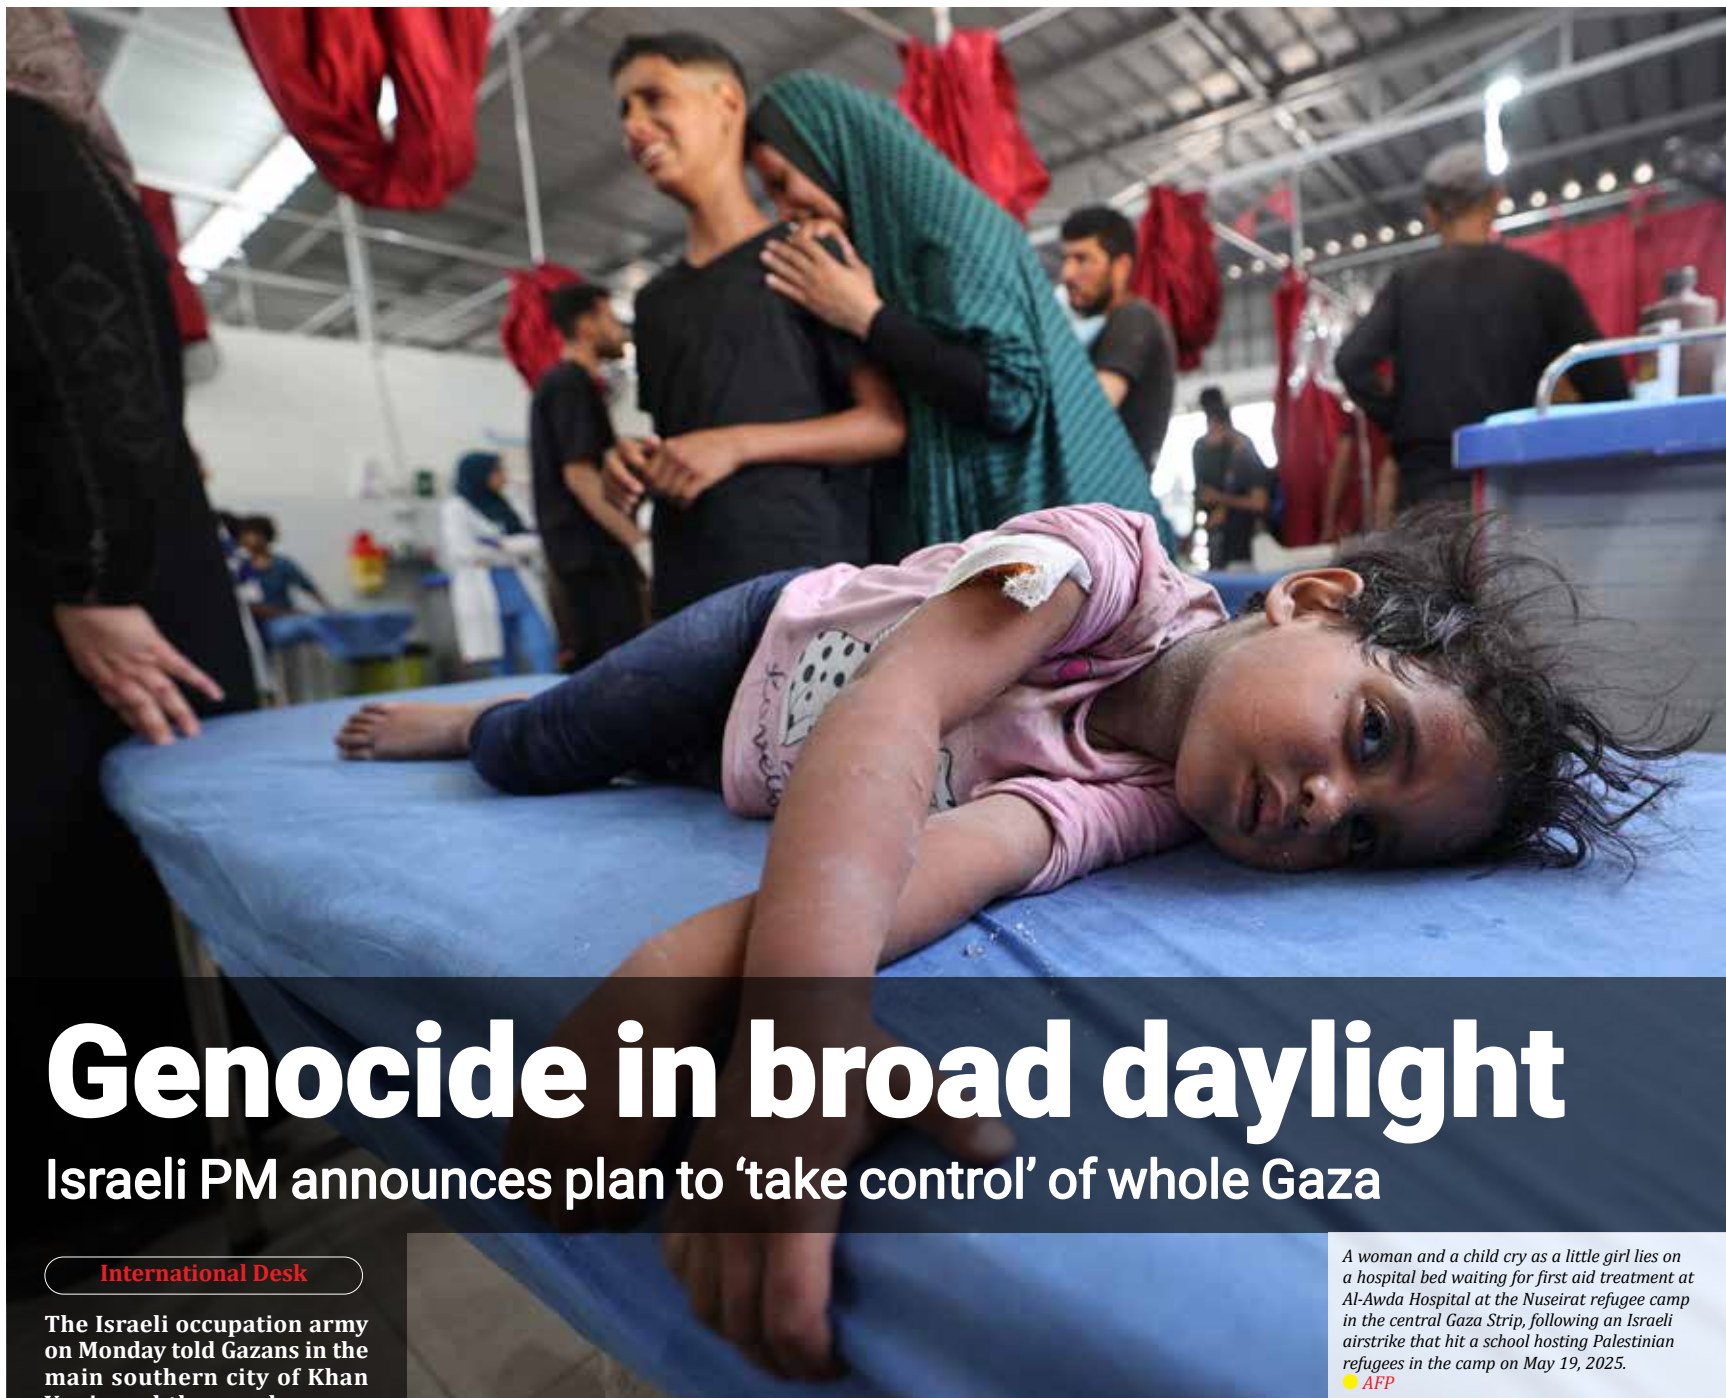 Genocide in broad daylight
Israeli PM announces plan to ‘take control’ of whole Gaza
International Desk
The Israeli occupation army
on Monday told Gazans in the
main southern city of Khan
A woman and a child cry as a little girl lies on
a hospital bed waiting for first aid treatment at
Al-Awda Hospital at the Nuseirat refugee camp
in the central Gaza Strip, following an Israeli
airstrike that hit a school hosting Palestinian
refugees in the camp on May 19, 2025.
AFP